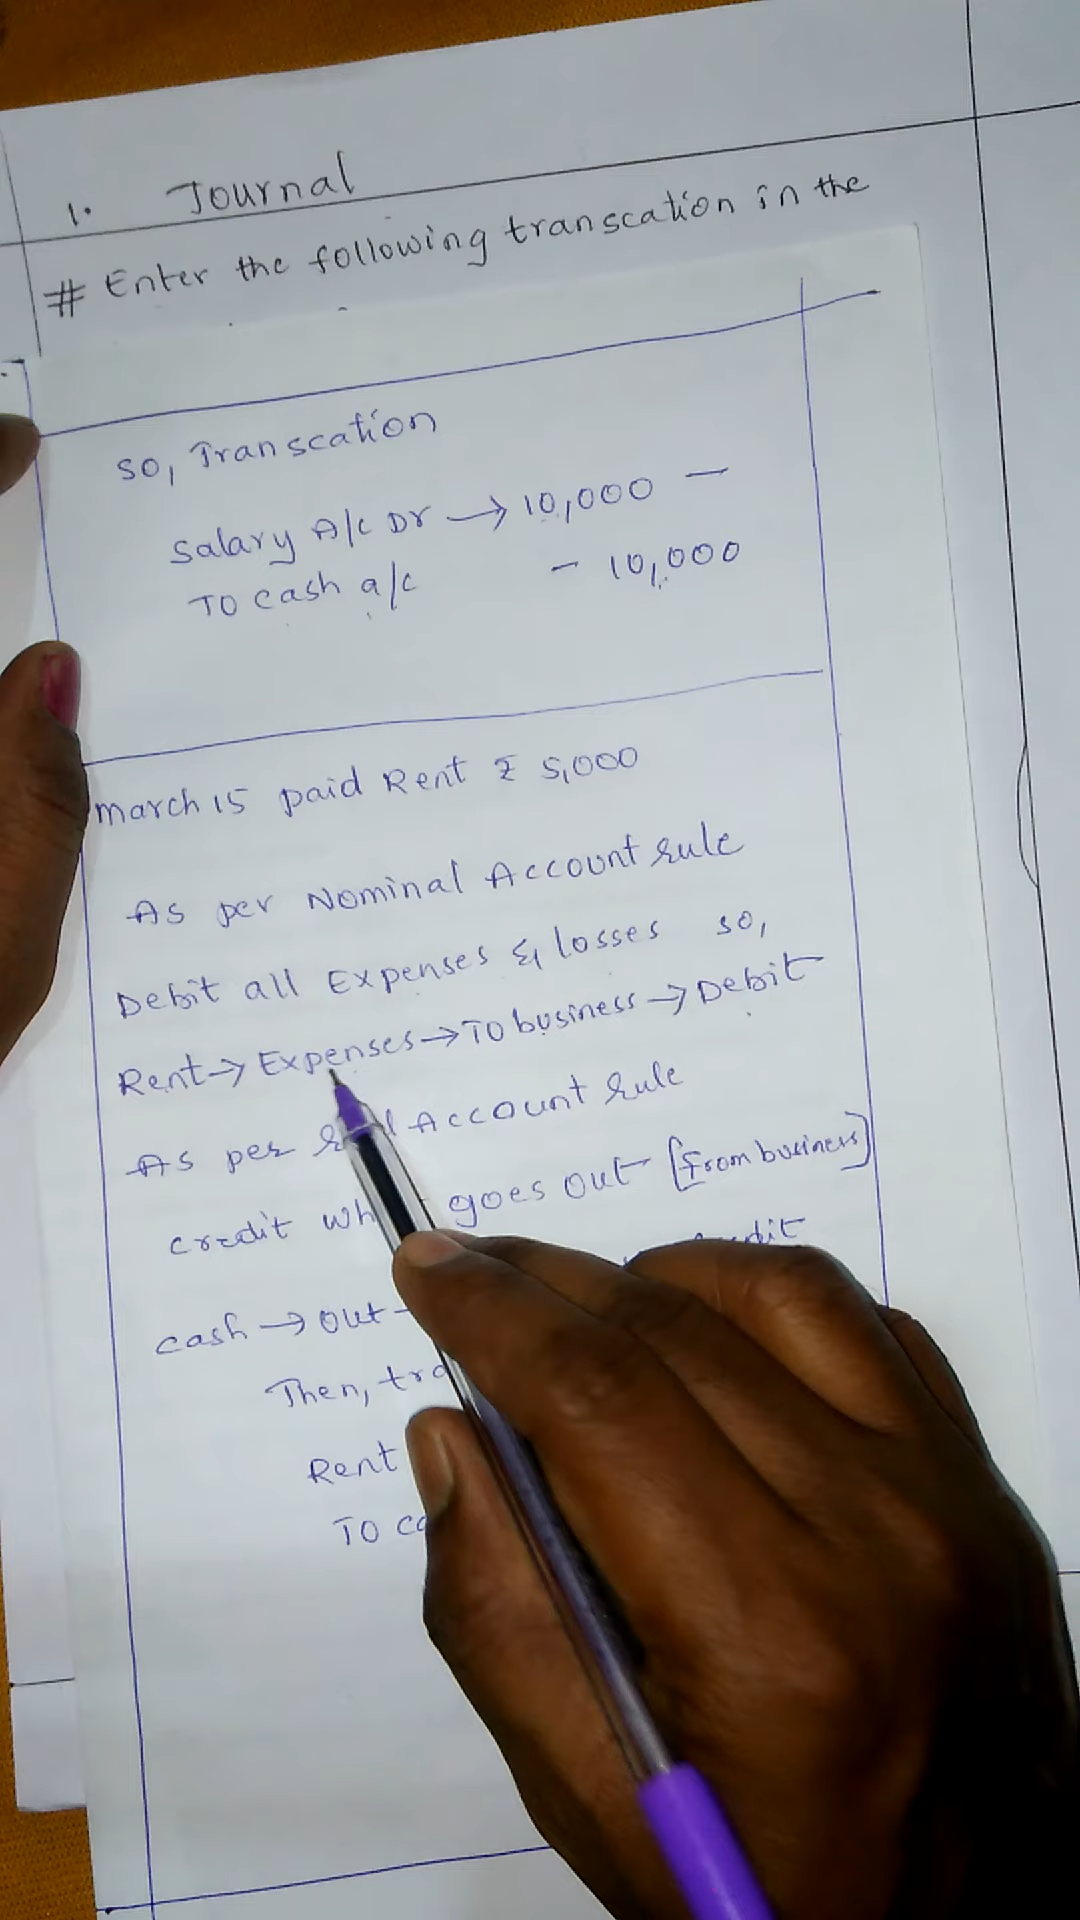 1. Journal
# Enter the following transcation in the
so, Transcation
Salary A/c Dr → 10,000 —
To cash a/c - 10,000
March 15 paid Rent ₹ 5,000
As per Nominal Account rule
Debit all Expenses & losses so,
Rent → Expenses → To business → Debit
As per Account rule
credit goes out [From business]
cash → out
Then,
Rent
To